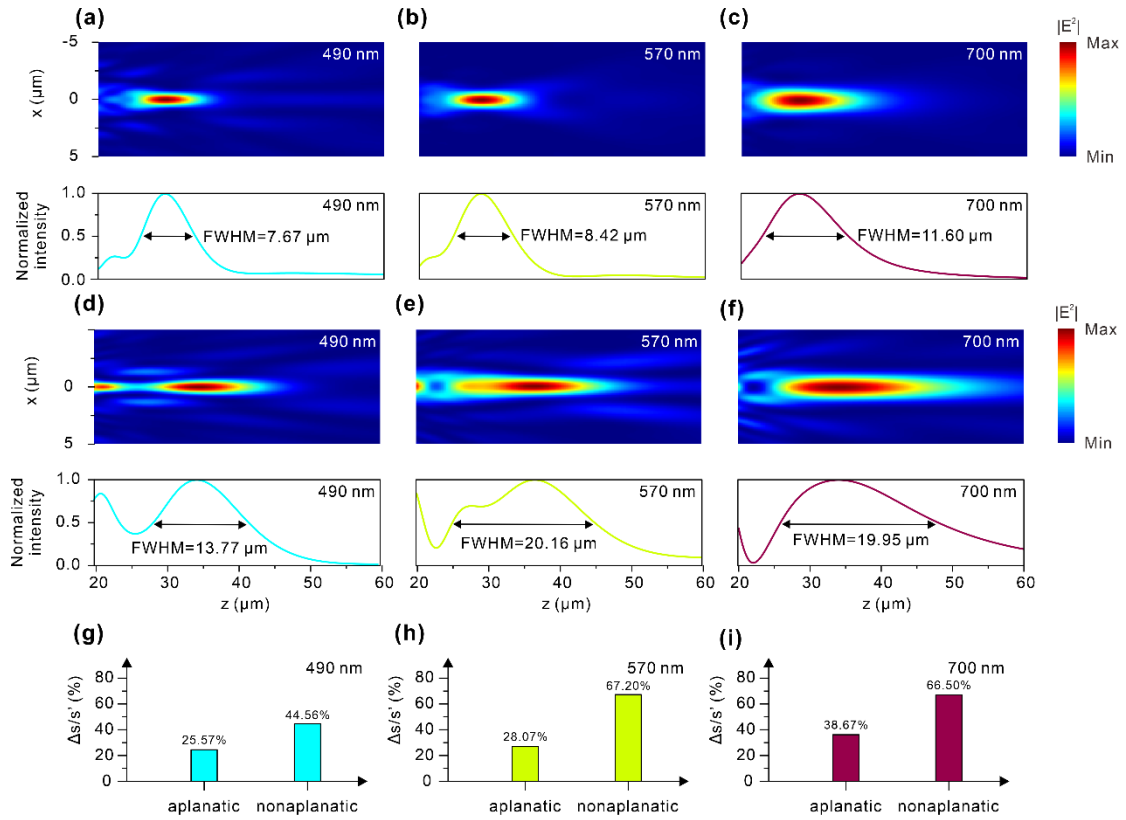 (a)
(b)
(c)
490 nm
570 nm
700 nm
|E²|
Max
Min
-5
0
5
x (µm)
Normalized
intensity
1.0
0.5
0.0
490 nm
FWHM=7.67 µm
570 nm
FWHM=8.42 µm
700 nm
FWHM=11.60 µm
(d)
(e)
(f)
490 nm
570 nm
700 nm
|E²|
Max
Min
0
5
x (µm)
Normalized
intensity
1.0
0.5
0.0
490 nm
FWHM=13.77 µm
570 nm
FWHM=20.16 µm
700 nm
FWHM=19.95 µm
20 30 40 50 60
20 30 40 50 60
20 30 40 50 60
z (µm)
z (µm)
z (µm)
(g)
(h)
(i)
490 nm
Δs/s' (%)
80
60
40
20
0
25.57%
44.56%
aplanatic nonaplanatic
570 nm
Δs/s' (%)
80
60
40
20
0
28.07%
67.20%
aplanatic nonaplanatic
700 nm
Δs/s' (%)
80
60
40
20
0
38.67%
66.50%
aplanatic nonaplanatic